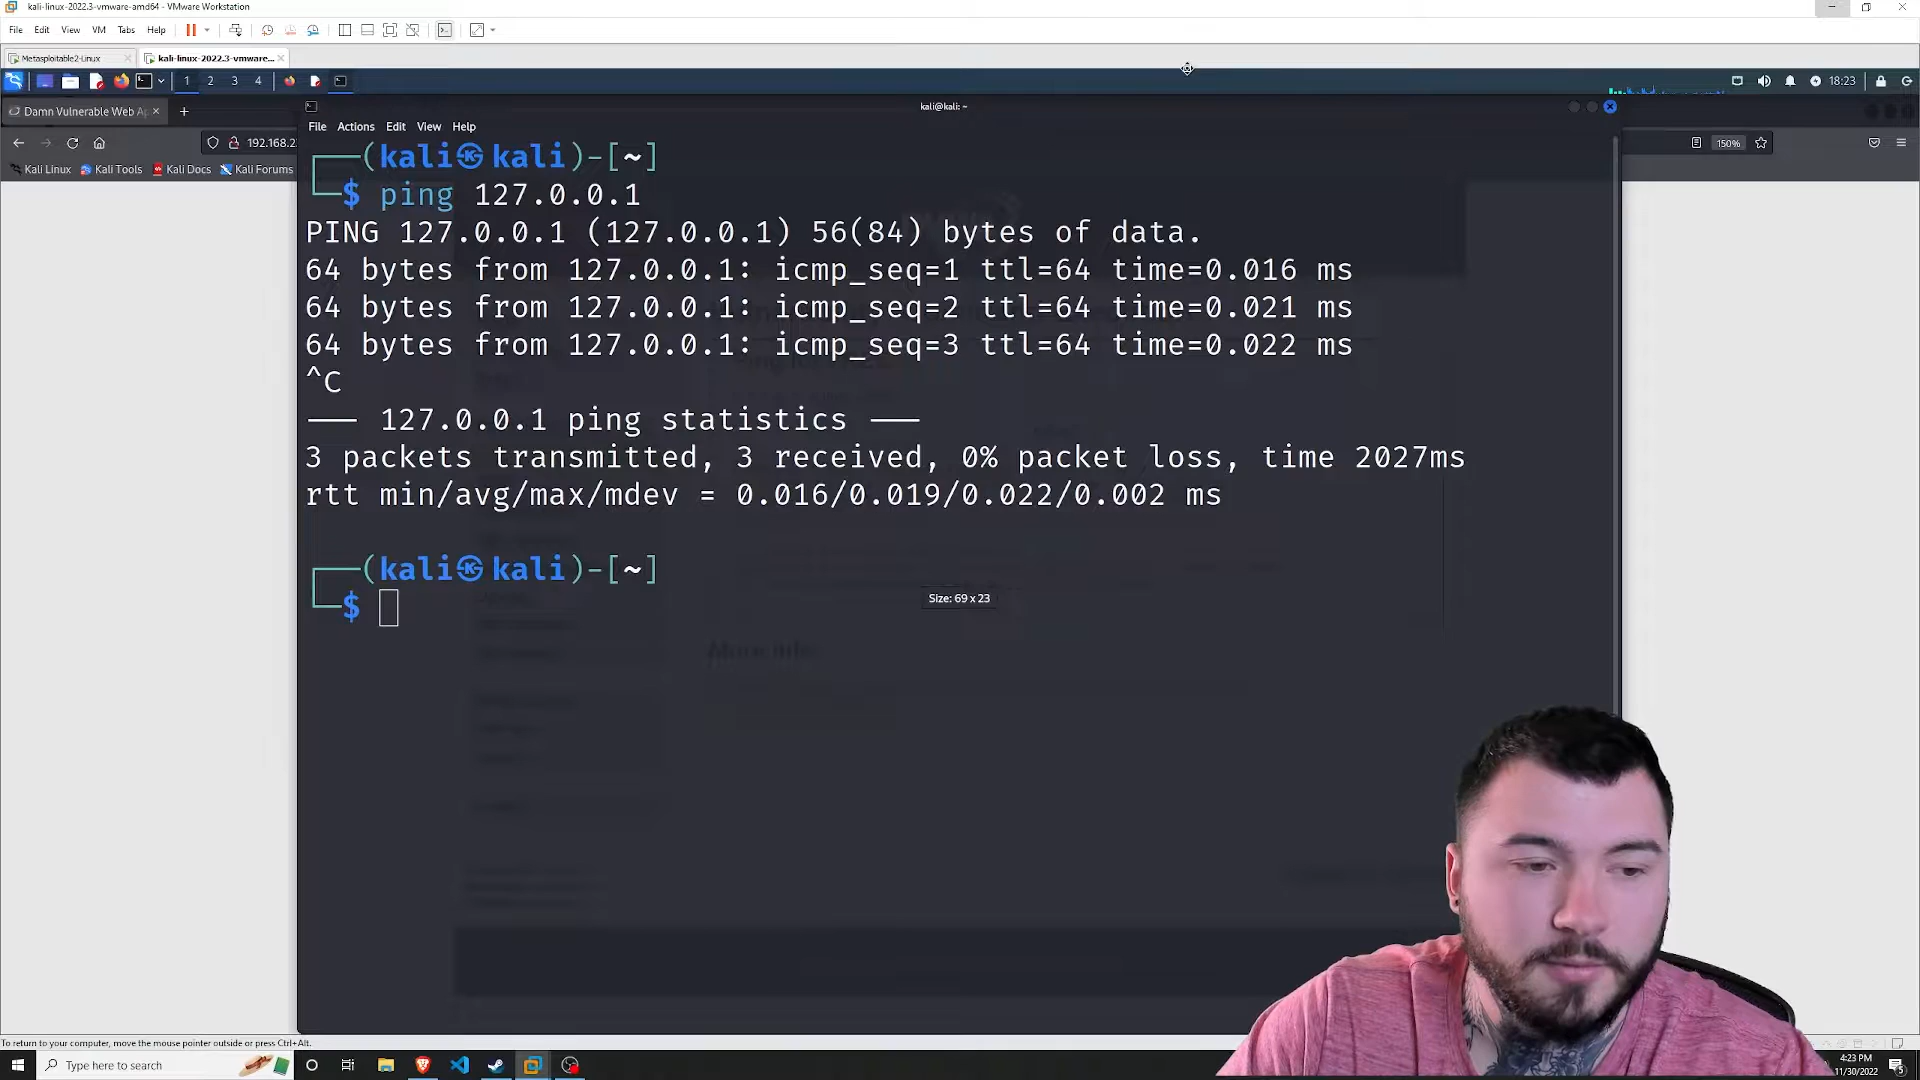 kali-linux-2022.3-vmware-amd64 - VMware Workstation
File Edit View VM Tabs Help
Metasploitable2-Linux
kali-linux-2022.3-vmware...
1 2 3 4
18:23
Damn Vulnerable Web Ap
kali@kali: ~
File Actions Edit View Help
192.168.2
150%
Kali Linux Kali Tools Kali Docs Kali Forums
(kali㉿kali)-[~]
$ ping 127.0.0.1
PING 127.0.0.1 (127.0.0.1) 56(84) bytes of data.
64 bytes from 127.0.0.1: icmp_seq=1 ttl=64 time=0.016 ms
64 bytes from 127.0.0.1: icmp_seq=2 ttl=64 time=0.021 ms
64 bytes from 127.0.0.1: icmp_seq=3 ttl=64 time=0.022 ms
^C
--- 127.0.0.1 ping statistics ---
3 packets transmitted, 3 received, 0% packet loss, time 2027ms
rtt min/avg/max/mdev = 0.016/0.019/0.022/0.002 ms
(kali㉿kali)-[~]
$
Size: 69 x 23
More info
To return to your computer, move the mouse pointer outside or press Ctrl+Alt.
Type here to search
4:23 PM
11/30/2022
5